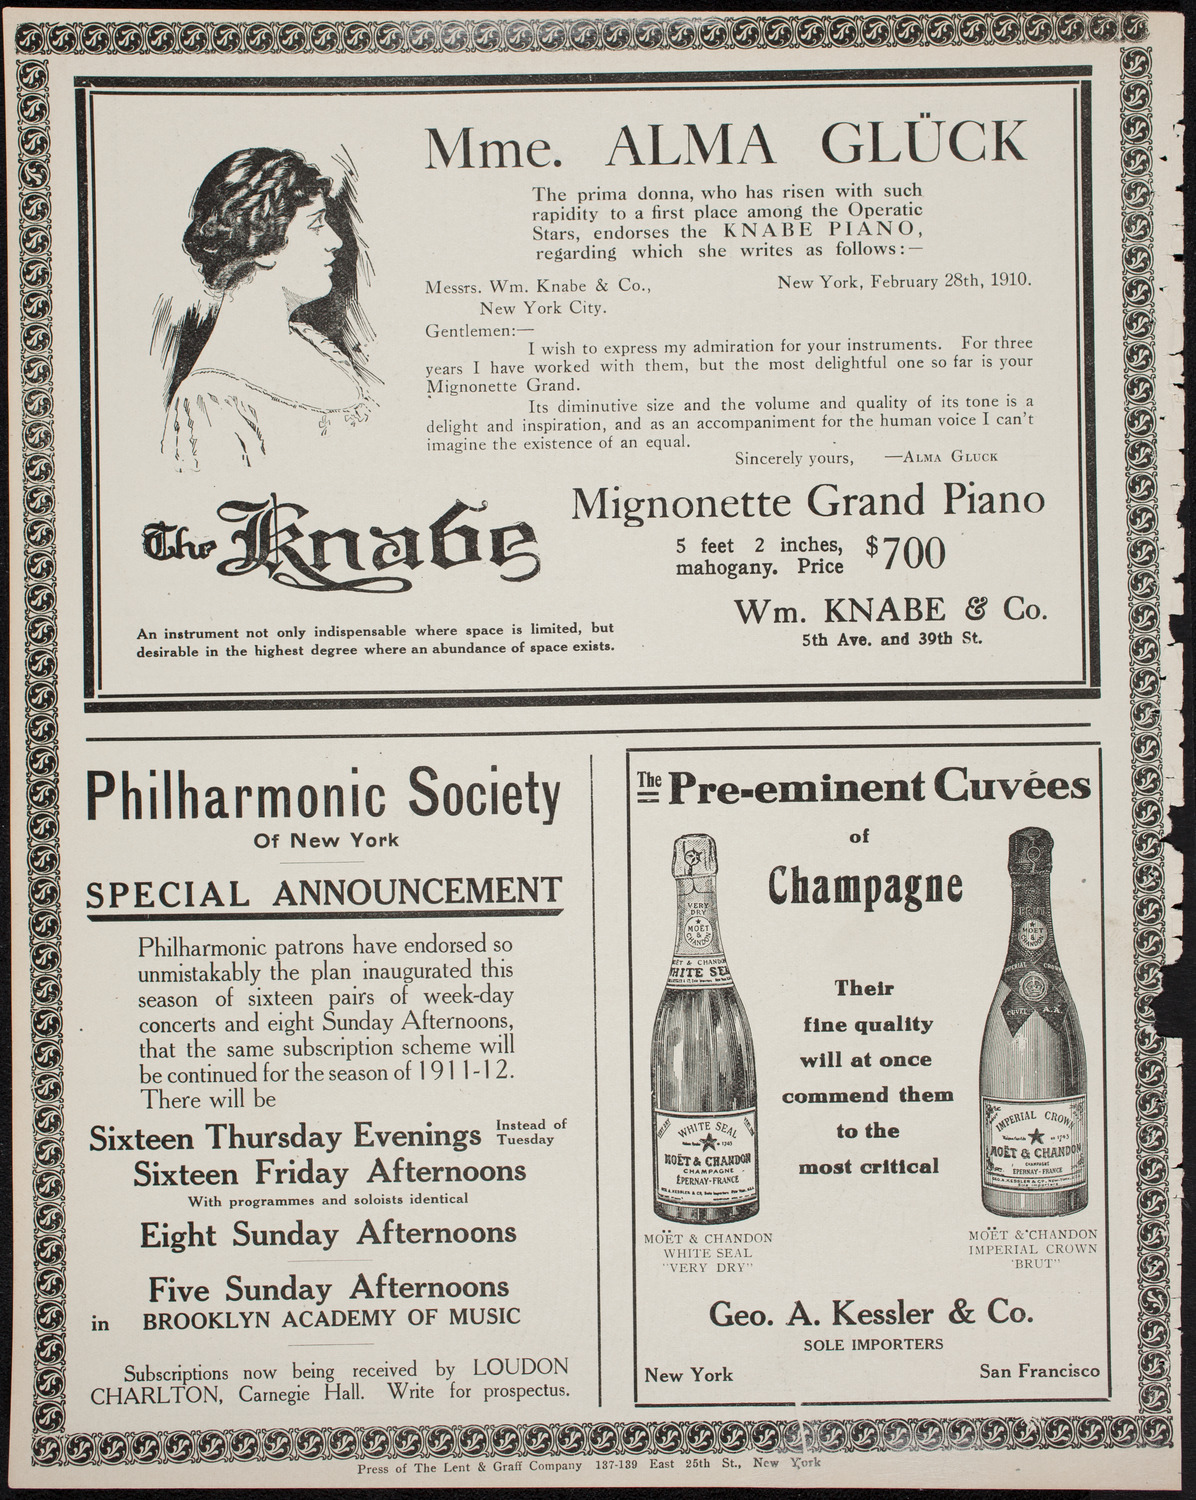 Mme. ALMA GLÜCK
The prima donna, who has risen with such
rapidity to a first place among the Operatic
Stars, endorses the KNABE PIANO,
regarding which she writes as follows:—
Messrs. Wm. Knabe & Co., New York, February 28th, 1910.
New York City.
Gentlemen:—
I wish to express my admiration for your instruments. For three
years I have worked with them, but the most delightful one so far is your
Mignonette Grand.
Its diminutive size and the volume and quality of its tone is a
delight and inspiration, and as an accompaniment for the human voice I can't
imagine the existence of an equal.
Sincerely yours, —ALMA GLUCK
The Knabe
Mignonette Grand Piano
5 feet 2 inches,
mahogany. Price $700
Wm. KNABE & Co.
5th Ave. and 39th St.
An instrument not only indispensable where space is limited, but
desirable in the highest degree where an abundance of space exists.
Philharmonic Society
Of New York
SPECIAL ANNOUNCEMENT
Philharmonic patrons have endorsed so
unmistakably the plan inaugurated this
season of sixteen pairs of week-day
concerts and eight Sunday Afternoons,
that the same subscription scheme will
be continued for the season of 1911-12.
There will be
Sixteen Thursday Evenings Instead of
Tuesday
Sixteen Friday Afternoons
With programmes and soloists identical
Eight Sunday Afternoons
Five Sunday Afternoons
in BROOKLYN ACADEMY OF MUSIC
Subscriptions now being received by LOUDON
CHARLTON, Carnegie Hall. Write for prospectus.
The Pre-eminent Cuvées
of
Champagne
Their
fine quality
will at once
commend them
to the
most critical
VERY
DRY
MOËT
&
CHANDON
WHITE SEAL
MOËT & CHANDON
CHAMPAGNE
ÉPERNAY-FRANCE
MOËT & CHANDON
WHITE SEAL
"VERY DRY"
BRUT
MOËT
&
CHANDON
IMPERIAL CROWN
MOËT & CHANDON
CHAMPAGNE
ÉPERNAY-FRANCE
MOËT & CHANDON
IMPERIAL CROWN
'BRUT"
Geo. A. Kessler & Co.
SOLE IMPORTERS
New York San Francisco
Press of The Lent & Graff Company 137-139 East 25th St., New York